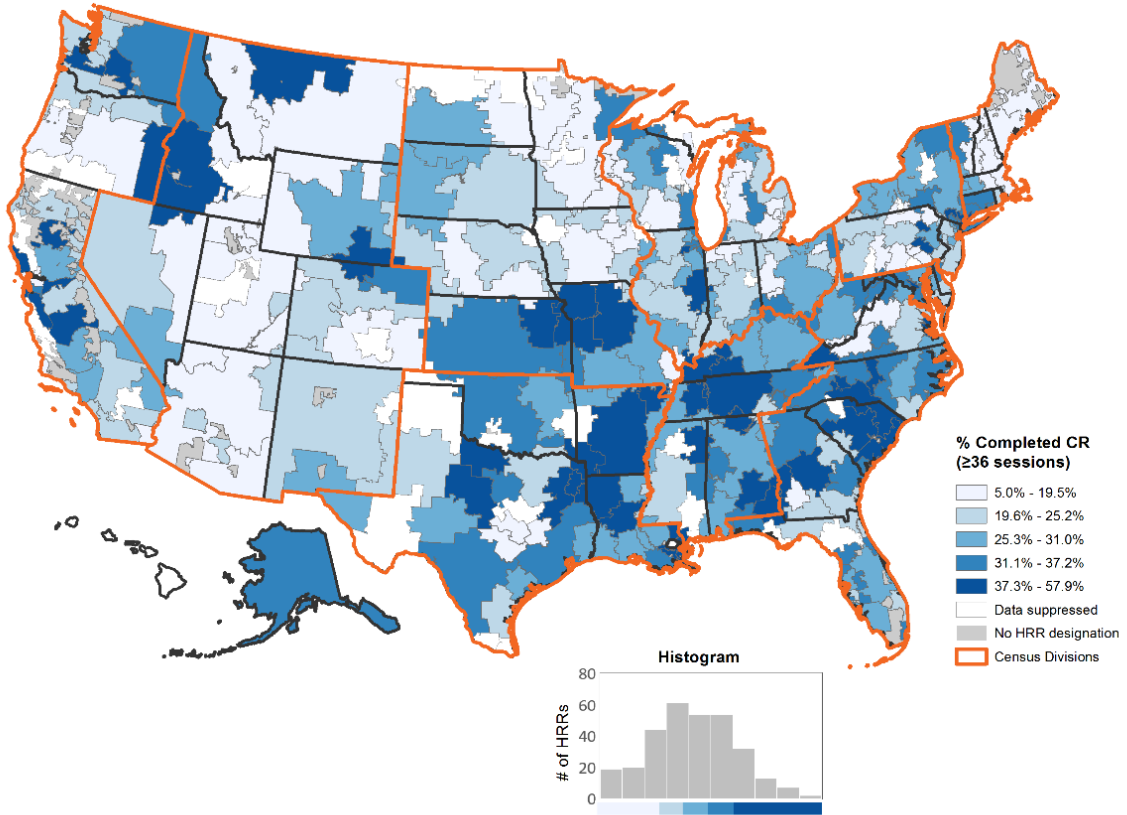 % Completed CR
(≥36 sessions)
5.0% - 19.5%
19.6% - 25.2%
25.3% - 31.0%
31.1% - 37.2%
37.3% - 57.9%
Data suppressed
No HRR designation
Census Divisions
Histogram
# of HRRs
80
60
40
20
0